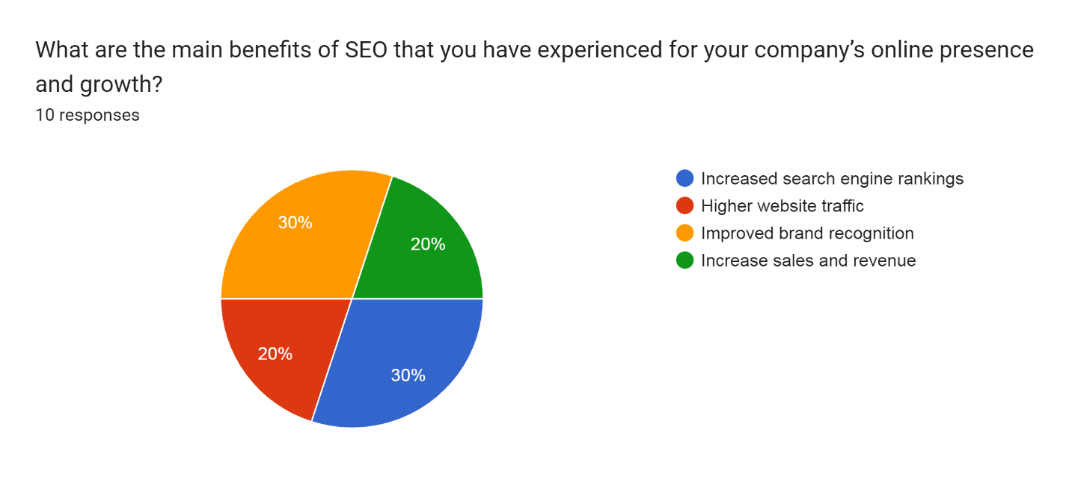 What are the main benefits of SEO that you have experienced for your company’s online presence
and growth?
10 responses
30%
20%
20%
30%
Increased search engine rankings
Higher website traffic
Improved brand recognition
Increase sales and revenue